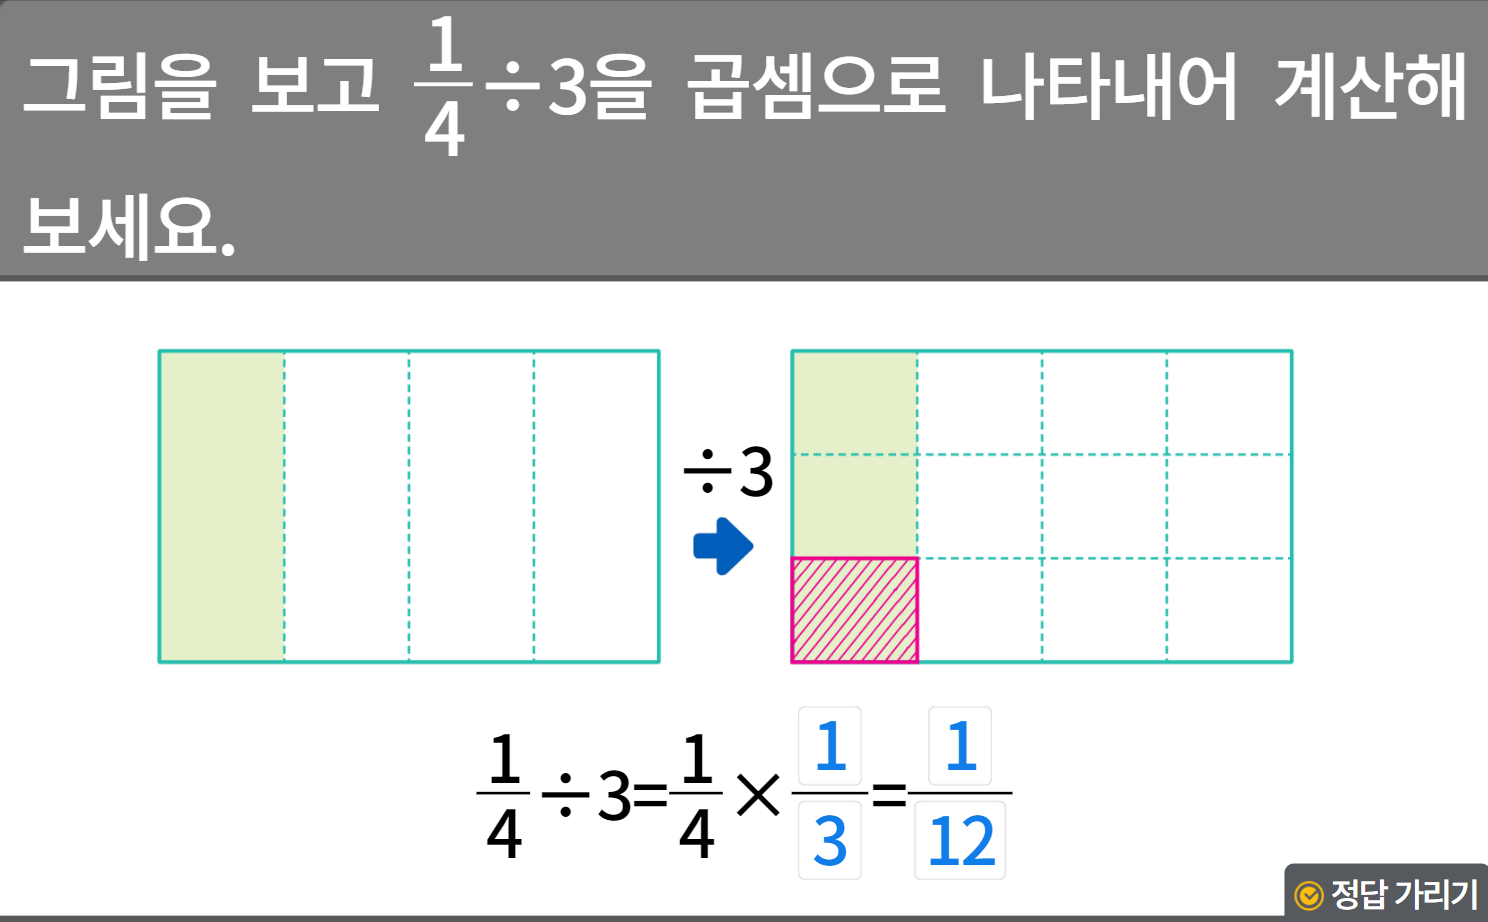 그림을 보고 1/4÷3을 곱셈으로 나타내어 계산해
보세요.
÷3
1/4÷3=1/4×1/3=1/12
정답 가리기